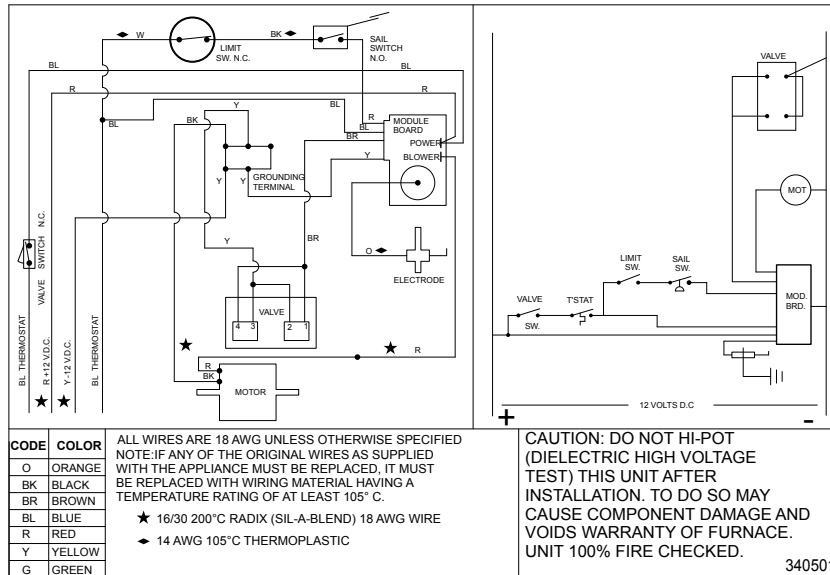 W
LIMIT
SW. N.C.
BK
SAIL
SWITCH
N.O.
BL
BL
R
R
Y
BL
BL
BK
R
BL
BR
Y
MODULE
BOARD
POWER
BLOWER
GROUNDING
TERMINAL
Y
Y
BR
Y
O
ELECTRODE
VALVE
4
3
2
1
R
R
BK
MOTOR
VALVE SWITCH N.C.
BL THERMOSTAT
R +12 V.D.C.
Y -12 V.D.C.
BL THERMOSTAT
VALVE
MOT
LIMIT
SW.
SAIL
SW.
VALVE
SW.
T'STAT
MOD.
BRD.
12 VOLTS D.C
+
-
CODE COLOR
O ORANGE
BK BLACK
BR BROWN
BL BLUE
R RED
Y YELLOW
G GREEN
ALL WIRES ARE 18 AWG UNLESS OTHERWISE SPECIFIED
NOTE:IF ANY OF THE ORIGINAL WIRES AS SUPPLIED
WITH THE APPLIANCE MUST BE REPLACED, IT MUST
BE REPLACED WITH WIRING MATERIAL HAVING A
TEMPERATURE RATING OF AT LEAST 105° C.
★ 16/30 200°C RADIX (SIL-A-BLEND) 18 AWG WIRE
◆ 14 AWG 105°C THERMOPLASTIC
CAUTION: DO NOT HI-POT
(DIELECTRIC HIGH VOLTAGE
TEST) THIS UNIT AFTER
INSTALLATION. TO DO SO MAY
CAUSE COMPONENT DAMAGE AND
VOIDS WARRANTY OF FURNACE.
UNIT 100% FIRE CHECKED.
340501